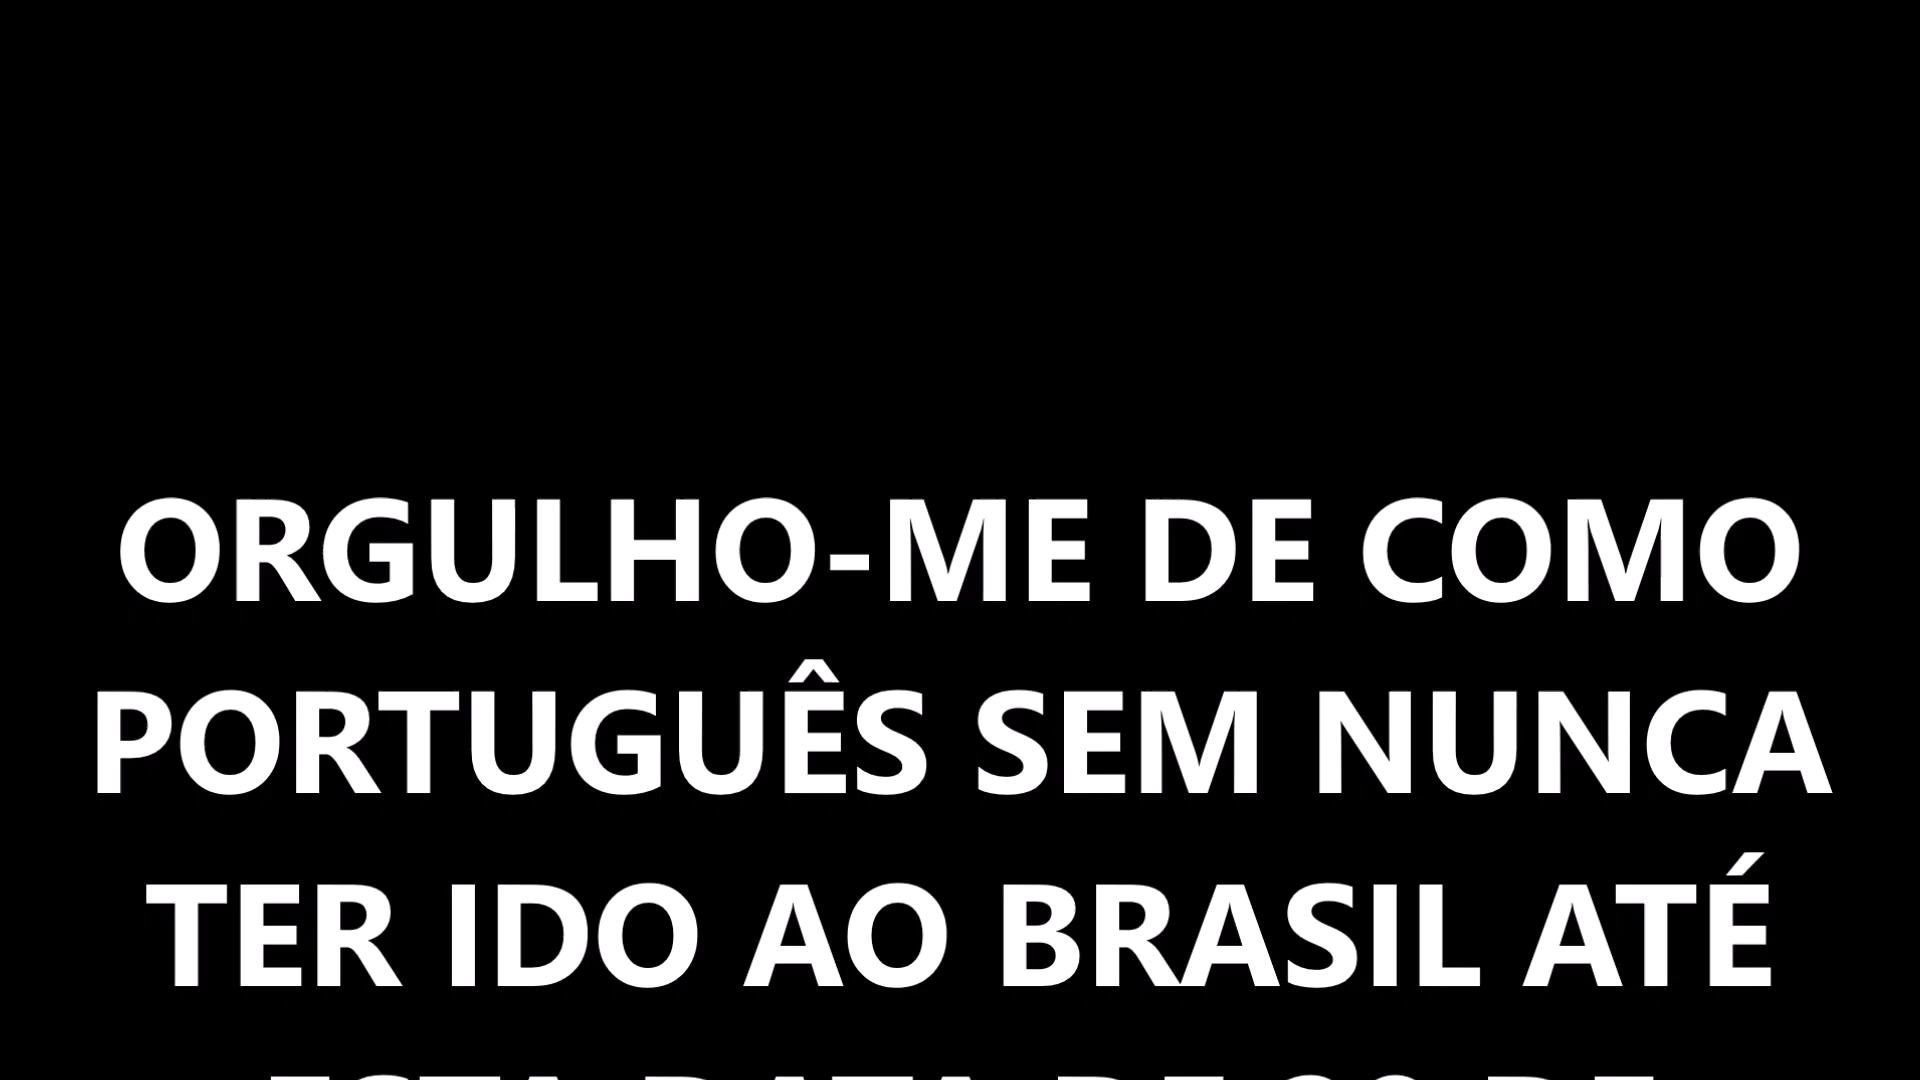 ORGULHO-ME DE COMO
PORTUGUÊS SEM NUNCA
TER IDO AO BRASIL ATÉ